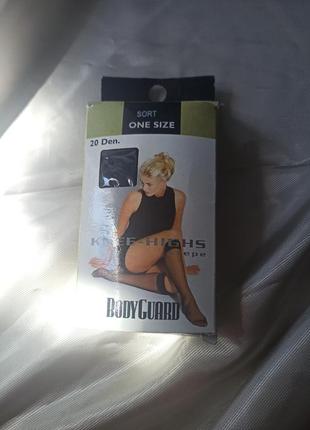 SORT
ONE SIZE
20 Den.
KNEE-HIGHS
BODYGUARD